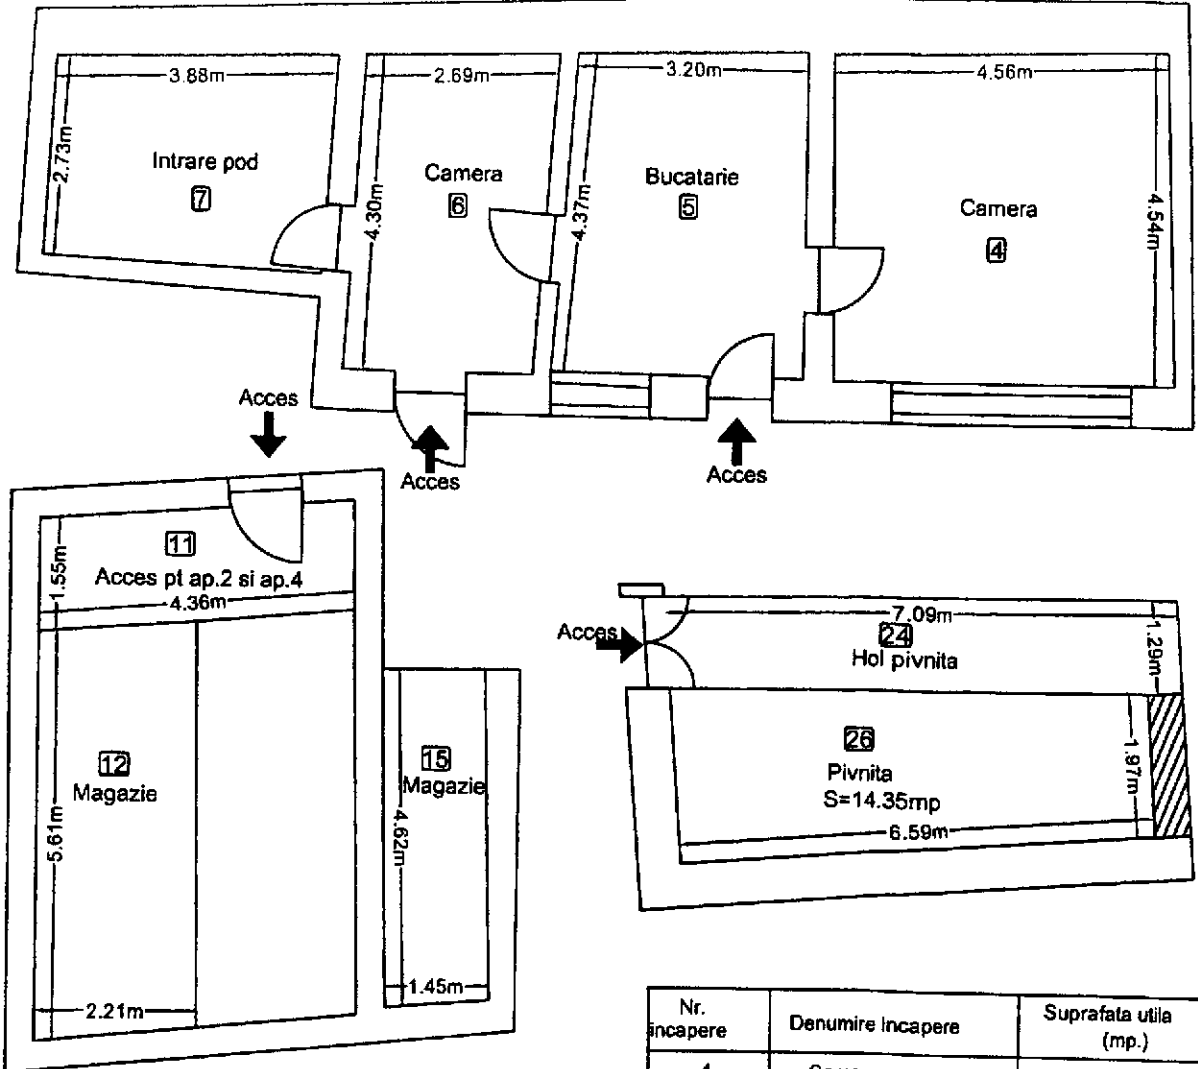 3.88m
2.69m
3.20m
4.56m
2.73m
Intrare pod
7
Camera
6
4.30m
Bucatarie
5
4.37m
Camera
4
4.54m
Acces
Acces
Acces
11
1.55m
Acces pt ap.2 si ap.4
4.36m
Acces
7.09m
24
Hol pivnita
1.29m
12
Magazie
5.61m
15
Magazie
4.62m
26
Pivnita
S=14.35mp
1.97m
6.59m
2.21m
1.45m
Nr.
incapere
Denumire Incapere
Suprafata utila
(mp.)